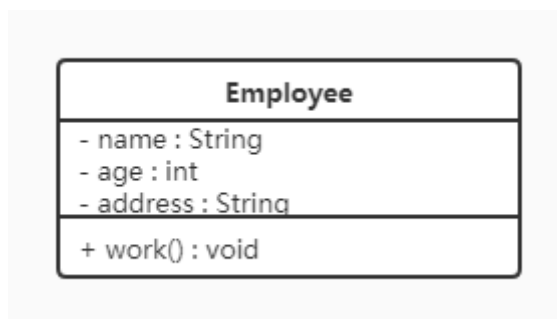 Employee
- name : String
- age : int
- address : String
+ work() : void